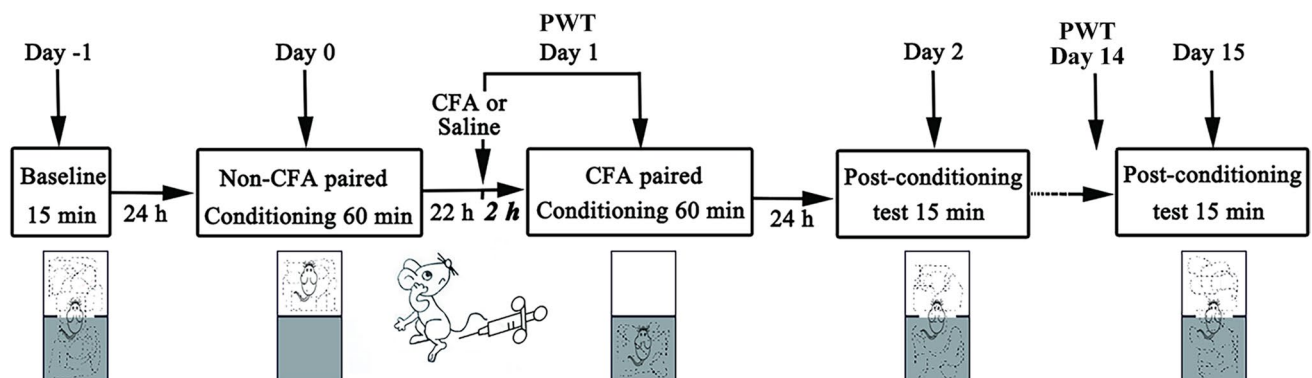 Day -1
Day 0
PWT
Day 1
Day 2
PWT
Day 14
Day 15
CFA or
Saline
Baseline
15 min
24 h
Non-CFA paired
Conditioning 60 min
22 h
2 h
CFA paired
Conditioning 60 min
24 h
Post-conditioning
test 15 min
Post-conditioning
test 15 min